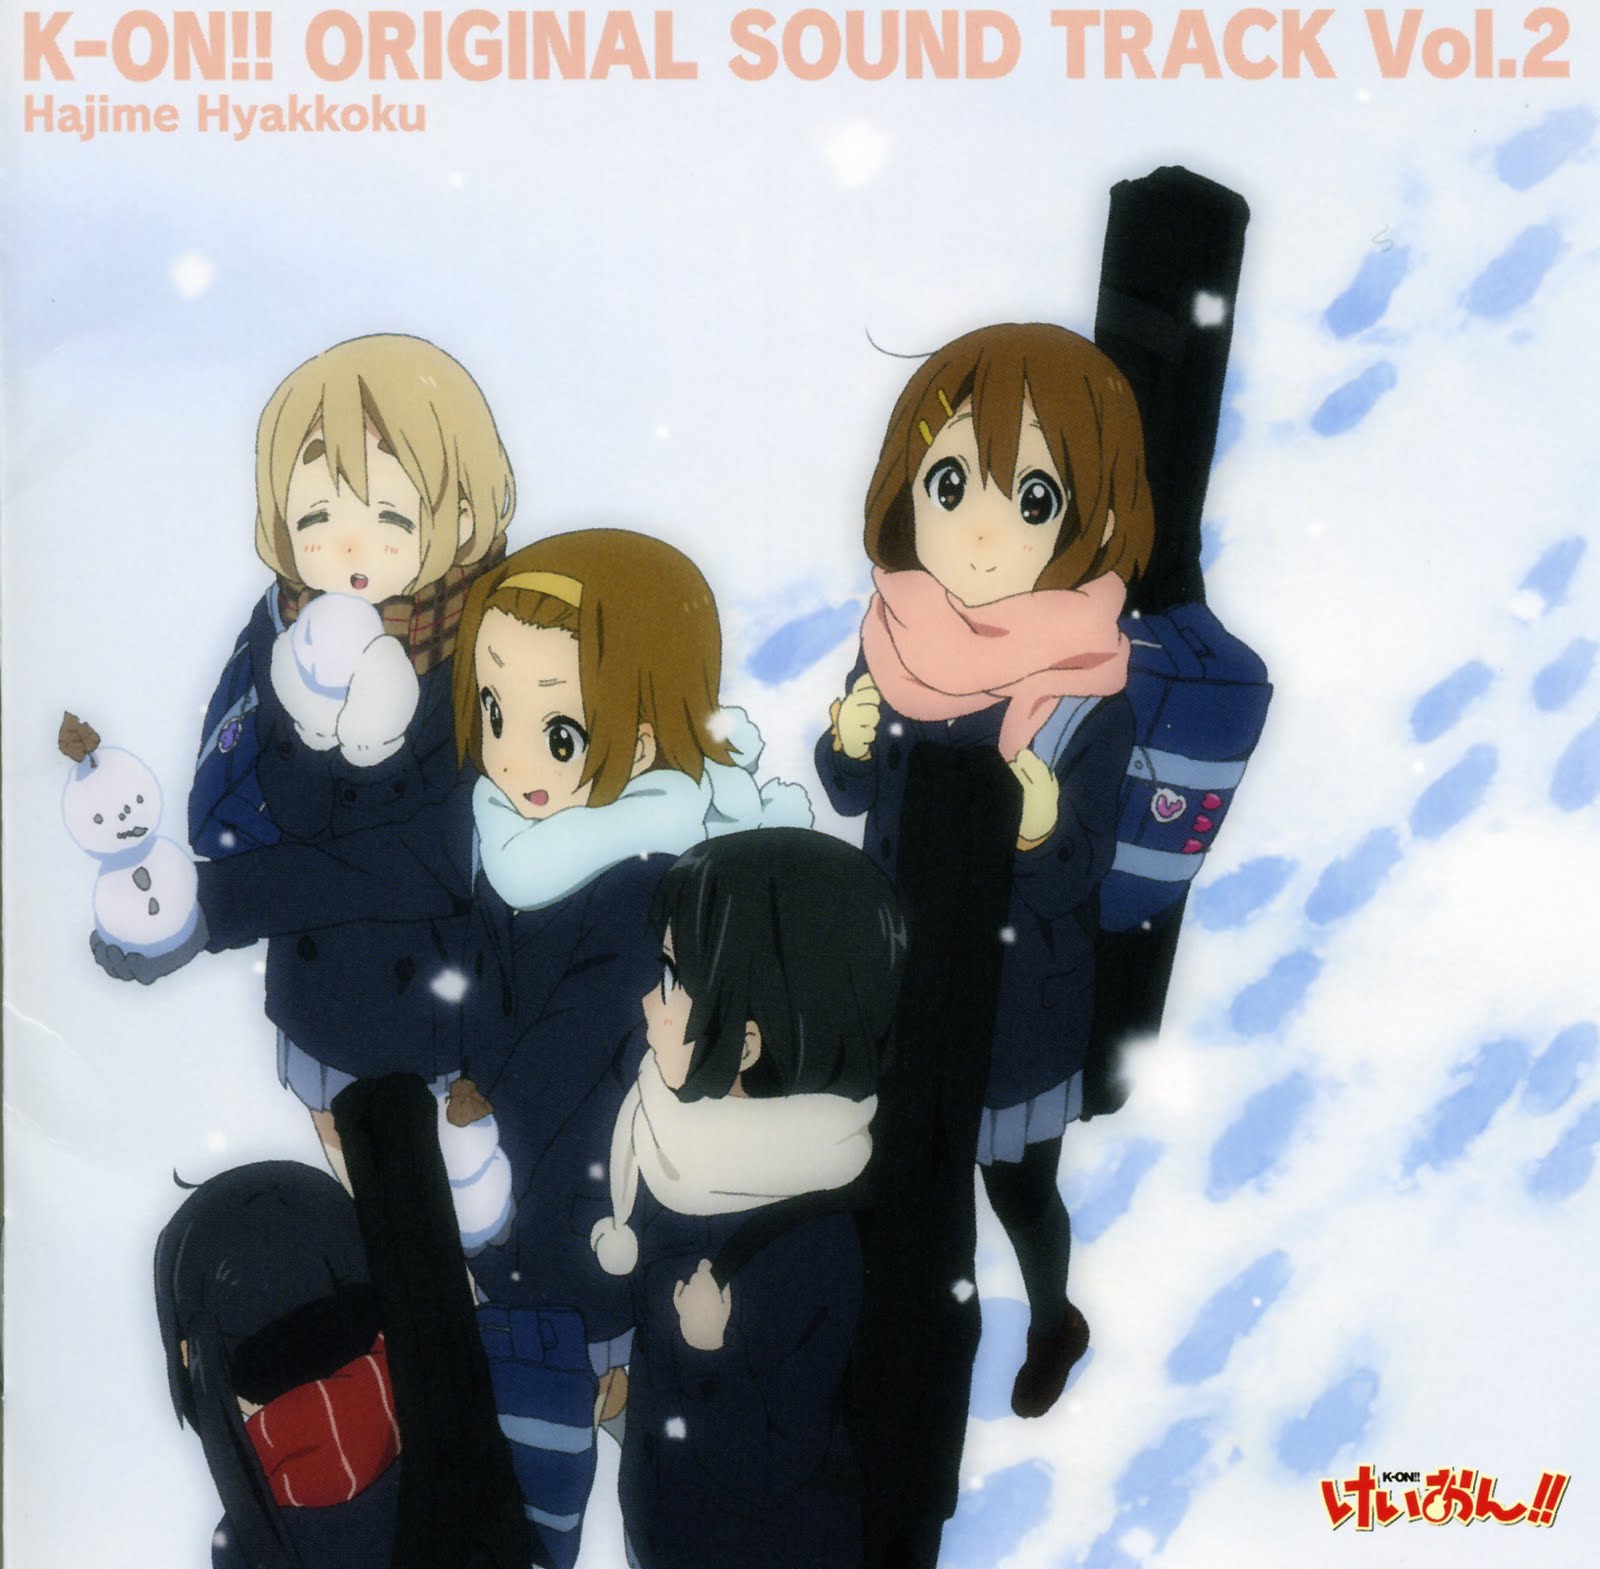 K-ON!! ORIGINAL SOUND TRACK Vol.2
Hajime Hyakkoku
K-ON!!
けいおん!!